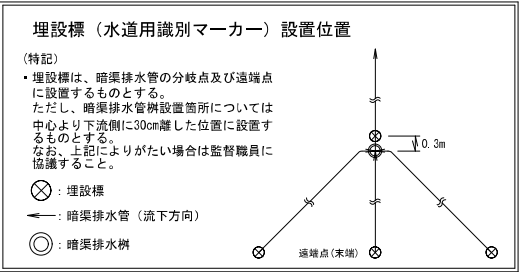 埋設標（水道用識別マーカー）設置位置
（特記）
・埋設標は、暗渠排水管の分岐点及び遠端点
に設置するものとする。
ただし、暗渠排水管桝設置箇所については
中心より下流側に30cm離した位置に設置す
るものとする。
なお、上記によりがたい場合は監督職員に
協議すること。
0.3m
：埋設標
：暗渠排水管（流下方向）
：暗渠排水桝
遠端点(末端)